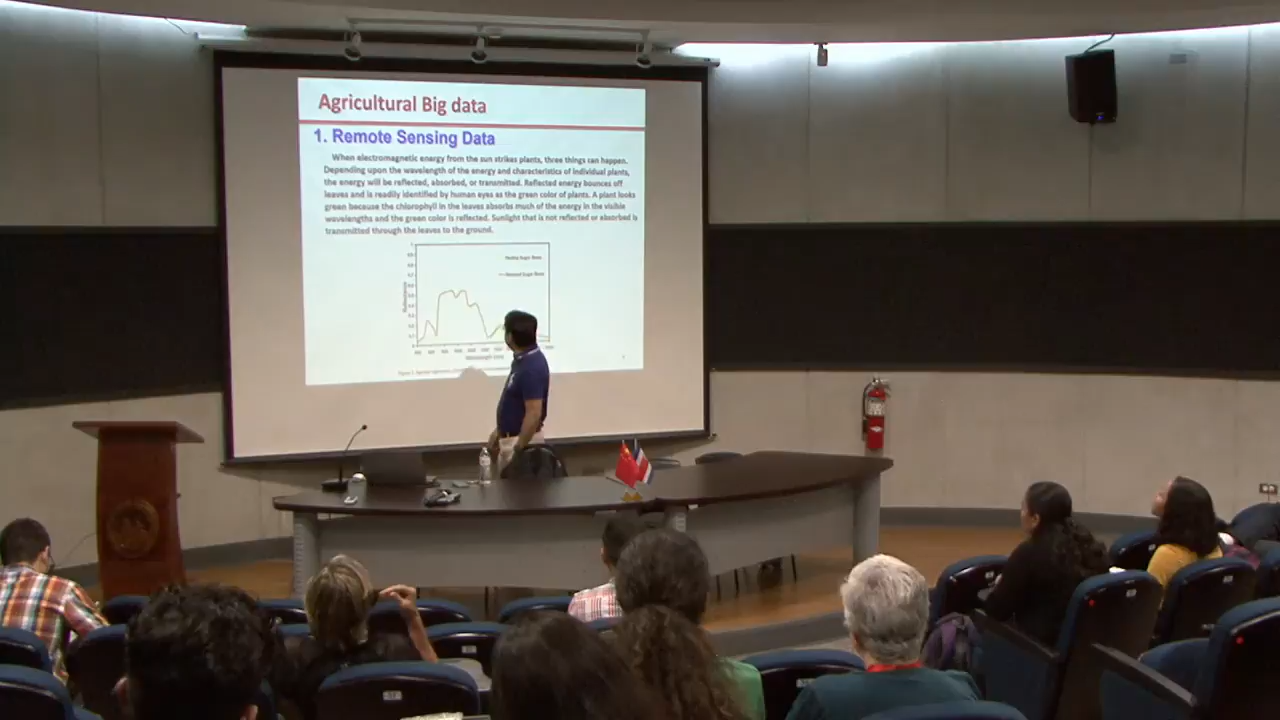 Agricultural Big data
1. Remote Sensing Data
When electromagnetic energy from the sun strikes plants, three things can happen.
Depending upon the wavelength of the energy and characteristics of individual plants,
the energy will be reflected, absorbed, or transmitted. Reflected energy bounces off
leaves and is readily identified by human eyes as the green color of plants. A plant looks
green because the chlorophyll in the leaves absorbs much of the energy in the visible
wavelengths and the green color is reflected. Sunlight that is not reflected or absorbed is
transmitted through the leaves to the ground.